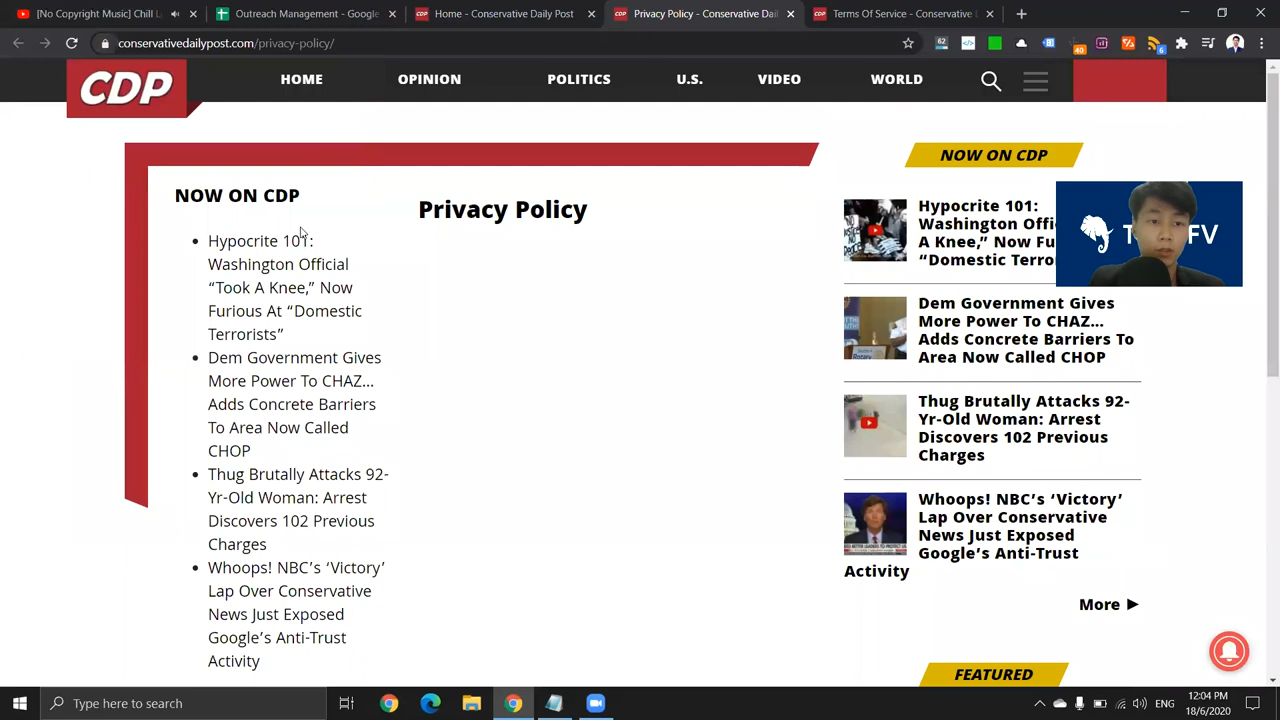 [No Copyright Music] Chill L
Outreach Management - Google
Home - Conservative Daily Post
Privacy Policy - Conservative Dail
Terms Of Service - Conservative
conservativedailypost.com/privacy-policy/
62
40
6
CDP
HOME
OPINION
POLITICS
U.S.
VIDEO
WORLD
NOW ON CDP
Hypocrite 101:
Washington Official
“Took A Knee,” Now
Furious At “Domestic
Terrorists”
Dem Government Gives
More Power To CHAZ…
Adds Concrete Barriers
To Area Now Called
CHOP
Thug Brutally Attacks 92-
Yr-Old Woman: Arrest
Discovers 102 Previous
Charges
Whoops! NBC’s ‘Victory’
Lap Over Conservative
News Just Exposed
Google’s Anti-Trust
Activity
Privacy Policy
NOW ON CDP
Hypocrite 101:
Washington Offi
A Knee,” Now Fu
“Domestic Terro
T FV
Dem Government Gives
More Power To CHAZ…
Adds Concrete Barriers To
Area Now Called CHOP
Thug Brutally Attacks 92-
Yr-Old Woman: Arrest
Discovers 102 Previous
Charges
Whoops! NBC’s ‘Victory’
Lap Over Conservative
News Just Exposed
Google’s Anti-Trust
Activity
More
FEATURED
Type here to search
ENG
12:04 PM
18/6/2020